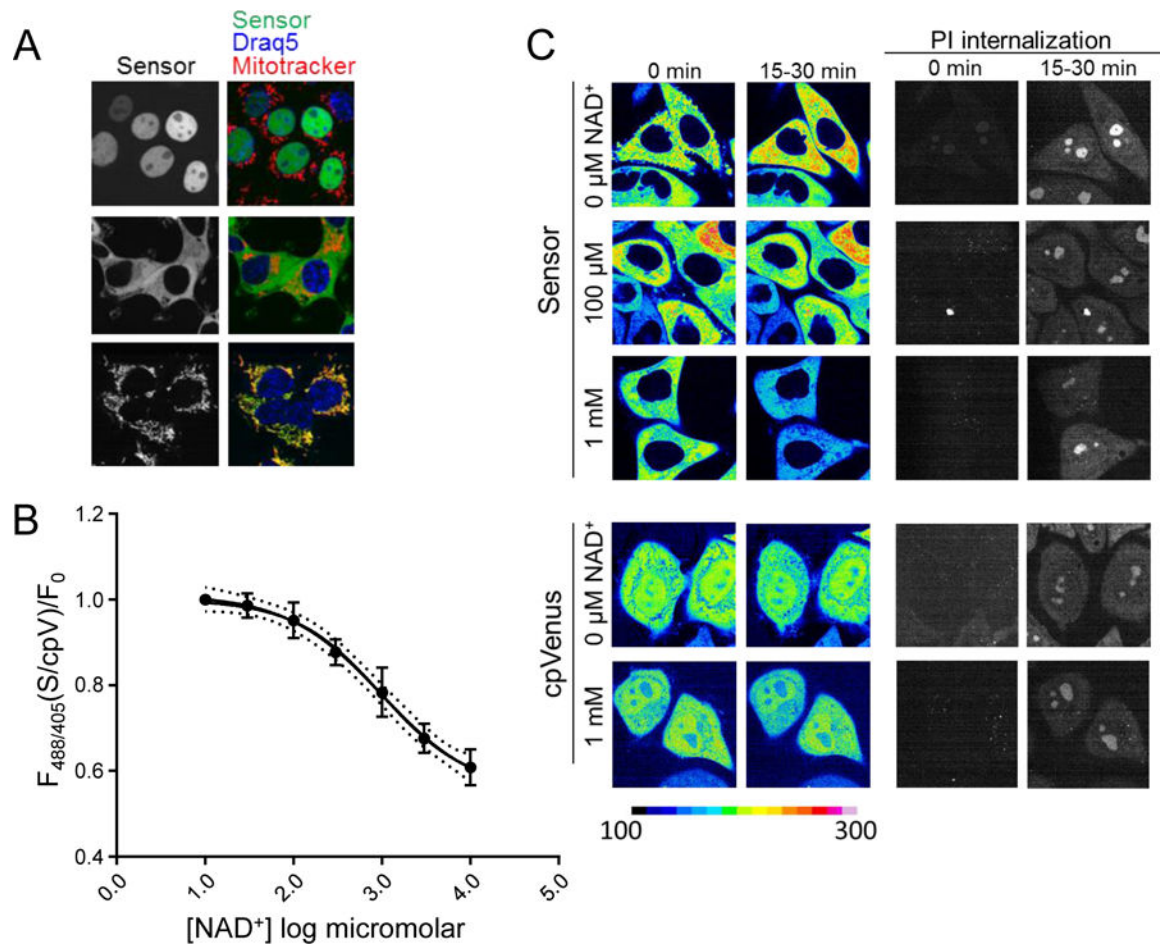 A
Sensor
Sensor
Draq5
Mitotracker
B
F488/405(S/cpV)/F0
1.2
1.0
0.8
0.6
0.4
0.0
1.0
2.0
3.0
4.0
5.0
[NAD+] log micromolar
C
PI internalization
0 min
15-30 min
0 min
15-30 min
Sensor
0 µM NAD+
100 µM
1 mM
cpVenus
0 µM NAD+
1 mM
100
300